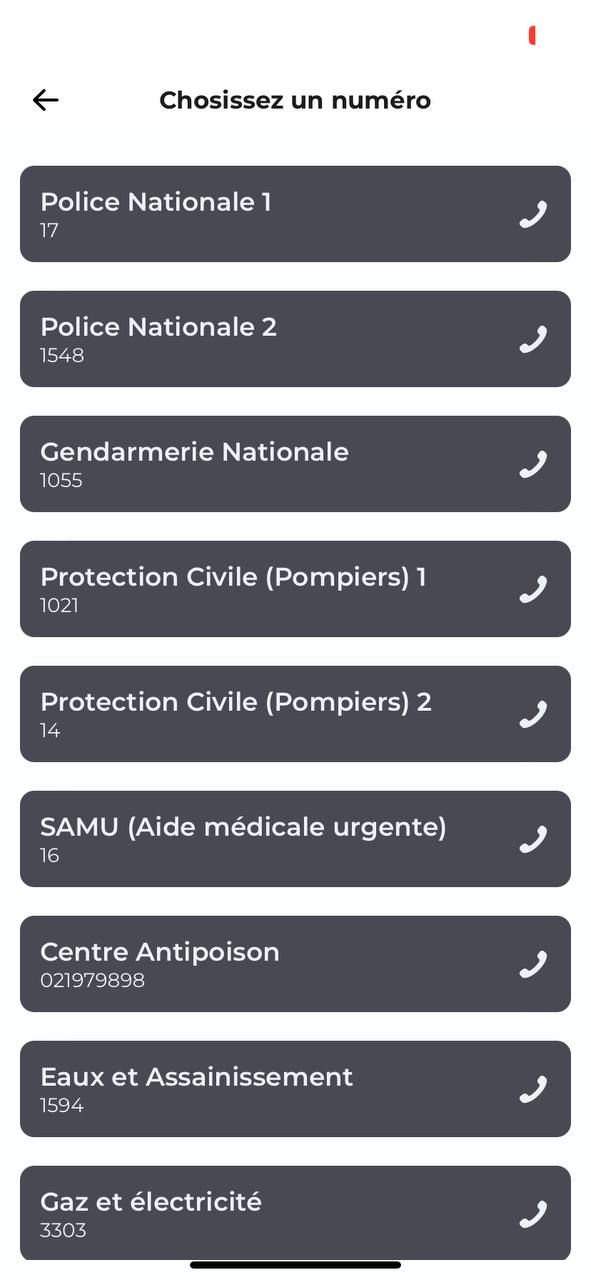 Chosissez un numéro
Police Nationale 1
17
Police Nationale 2
1548
Gendarmerie Nationale
1055
Protection Civile (Pompiers) 1
1021
Protection Civile (Pompiers) 2
14
SAMU (Aide médicale urgente)
16
Centre Antipoison
021979898
Eaux et Assainissement
1594
Gaz et électricité
3303